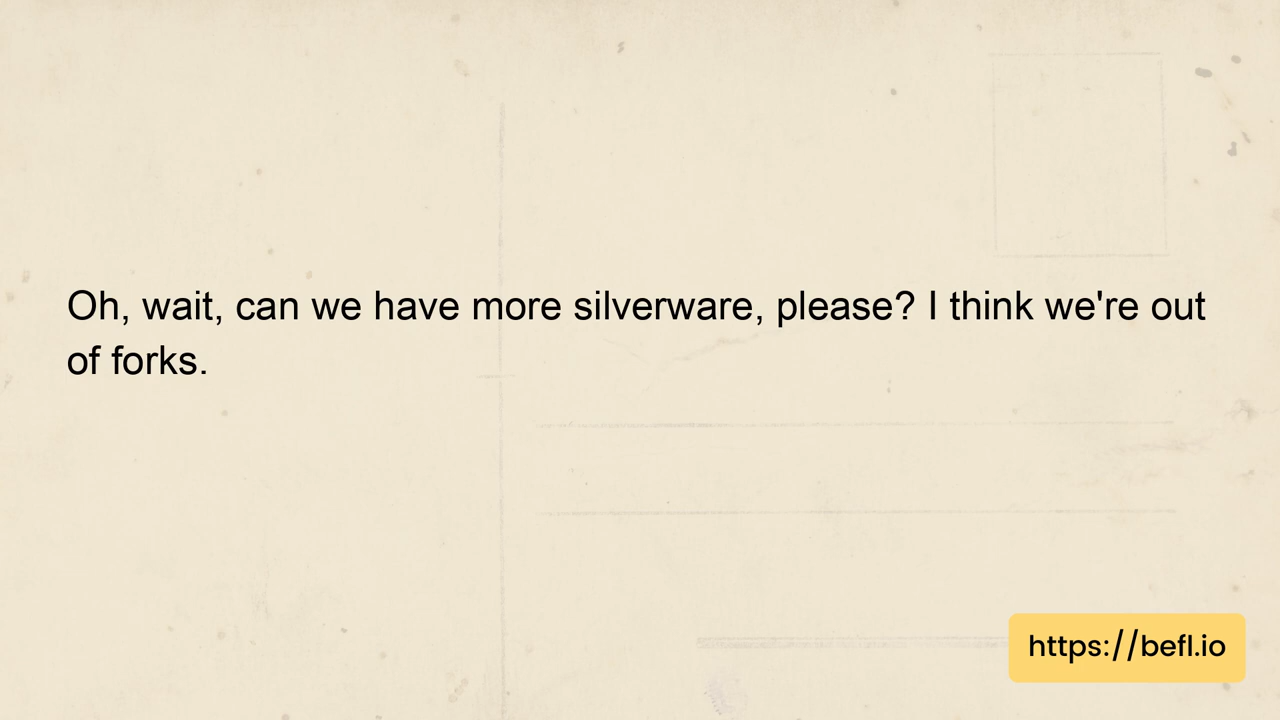 Oh, wait, can we have more silverware, please? I think we're out
of forks.
https://befl.io